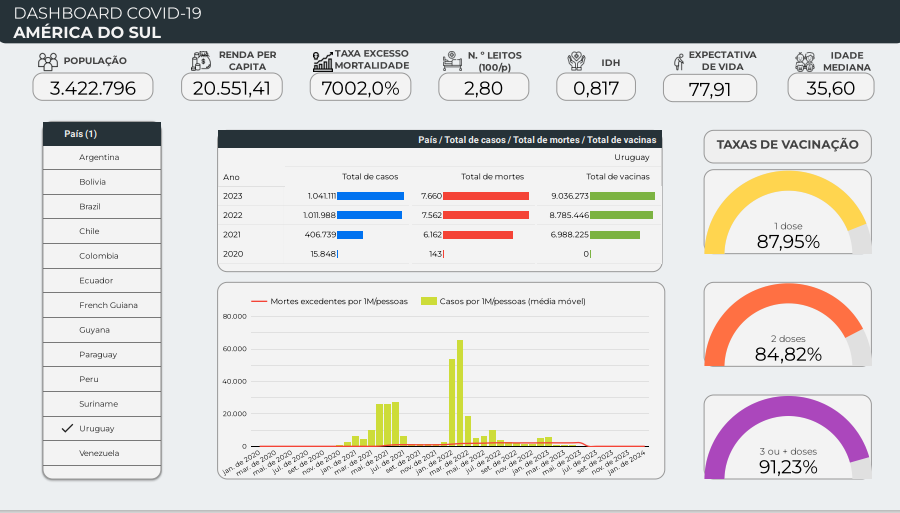 DASHBOARD COVID-19
AMÉRICA DO SUL
POPULAÇÃO
3.422.796
RENDA PER
CAPITA
20.551,41
TAXA EXCESSO
MORTALIDADE
7002,0%
N. º LEITOS
(100/p)
2,80
IDH
0,817
EXPECTATIVA
DE VIDA
77,91
IDADE
MEDIANA
35,60
País (1)
Argentina
Bolivia
Brazil
Chile
Colombia
Ecuador
French Guiana
Guyana
Paraguay
Peru
Suriname
Uruguay
Venezuela
País / Total de casos / Total de mortes / Total de vacinas
Uruguay
Ano Total de casos Total de mortes Total de vacinas
2023 1.041.111 7.660 9.036.273
2022 1.011.988 7.562 8.785.446
2021 406.739 6.162 6.988.225
2020 15.848 143 0
Mortes excedentes por 1M/pessoas Casos por 1M/pessoas (média móvel)
80.000
60.000
40.000
20.000
0
jan. de 2020
mar. de 2020
mai. de 2020
jul. de 2020
set. de 2020
nov. de 2020
jan. de 2021
mar. de 2021
mai. de 2021
jul. de 2021
set. de 2021
nov. de 2021
jan. de 2022
mar. de 2022
mai. de 2022
jul. de 2022
set. de 2022
nov. de 2022
jan. de 2023
mar. de 2023
mai. de 2023
jul. de 2023
set. de 2023
nov. de 2023
jan. de 2024
TAXAS DE VACINAÇÃO
1 dose
87,95%
2 doses
84,82%
3 ou + doses
91,23%